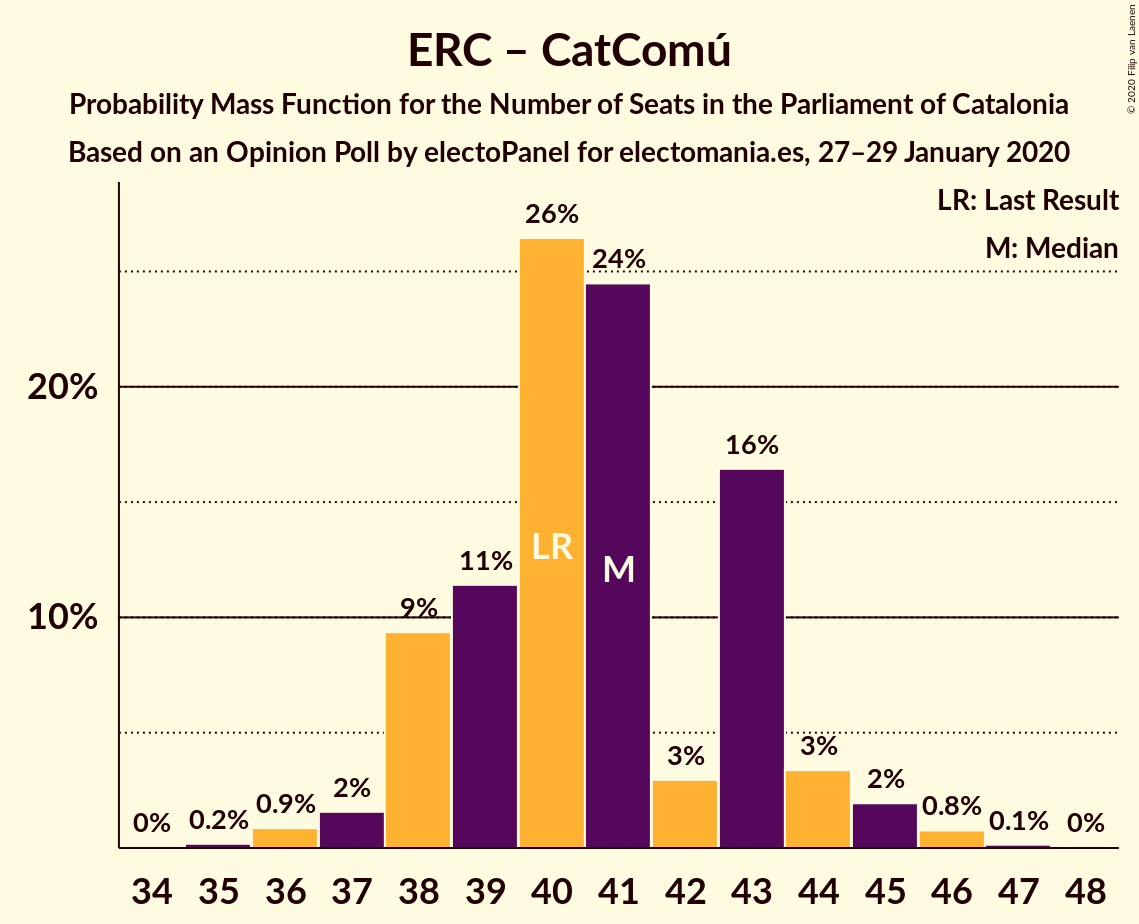 ERC – CatComú
Probability Mass Function for the Number of Seats in the Parliament of Catalonia
Based on an Opinion Poll by electoPanel for electomania.es, 27–29 January 2020
© 2020 Filip van Laenen
LR: Last Result
M: Median
26%
24%
20%
16%
LR
11%
M
9%
10%
3%
3%
2%
2%
0.9%
0.8%
0%
0.2%
0.1%
0%
34 35 36 37 38 39 40 41 42 43 44 45 46 47 48